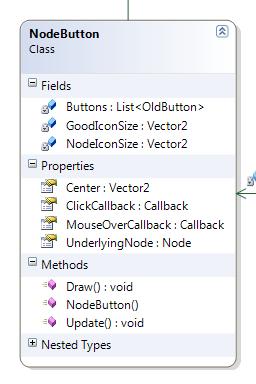 NodeButton
Class
Fields
Buttons : List<OldButton>
GoodIconSize : Vector2
NodeIconSize : Vector2
Properties
Center : Vector2
ClickCallback : Callback
MouseOverCallback : Callback
UnderlyingNode : Node
Methods
Draw() : void
NodeButton()
Update() : void
Nested Types